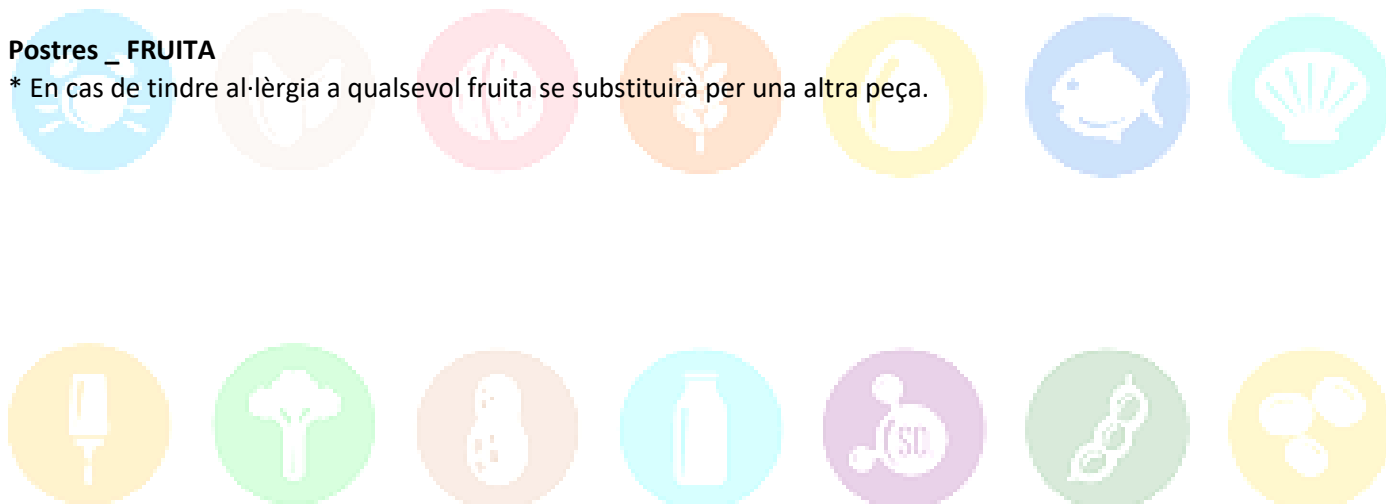 Postres _ FRUITA
* En cas de tindre al·lèrgia a qualsevol fruita se substituirà per una altra peça.